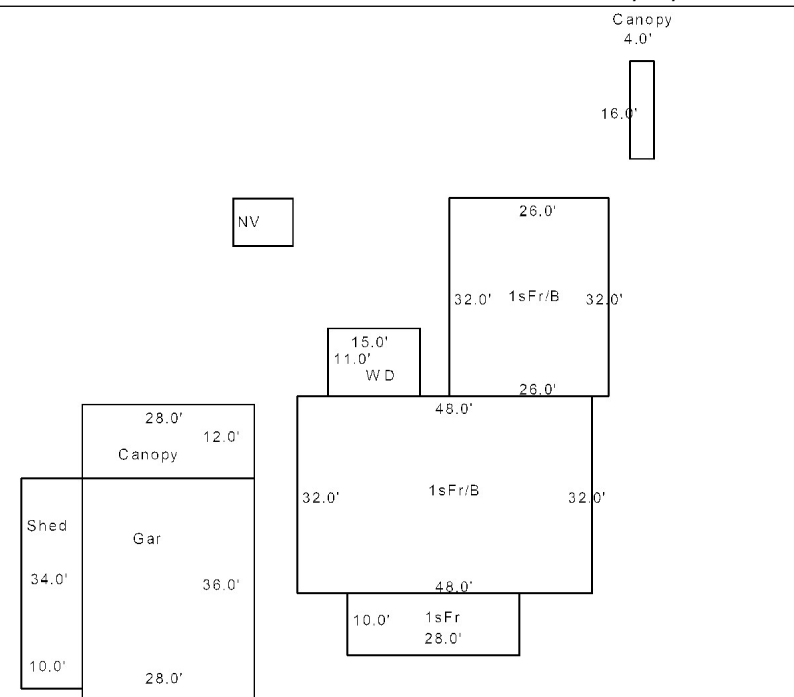 Canopy
4.0'
16.0'
NV
26.0'
32.0' 1sFr/B 32.0'
26.0'
15.0'
11.0'
WD
48.0'
32.0' 1sFr/B 32.0'
48.0'
10.0' 1sFr
28.0'
28.0'
12.0'
Canopy
Shed
34.0'
10.0'
Gar
36.0'
28.0'